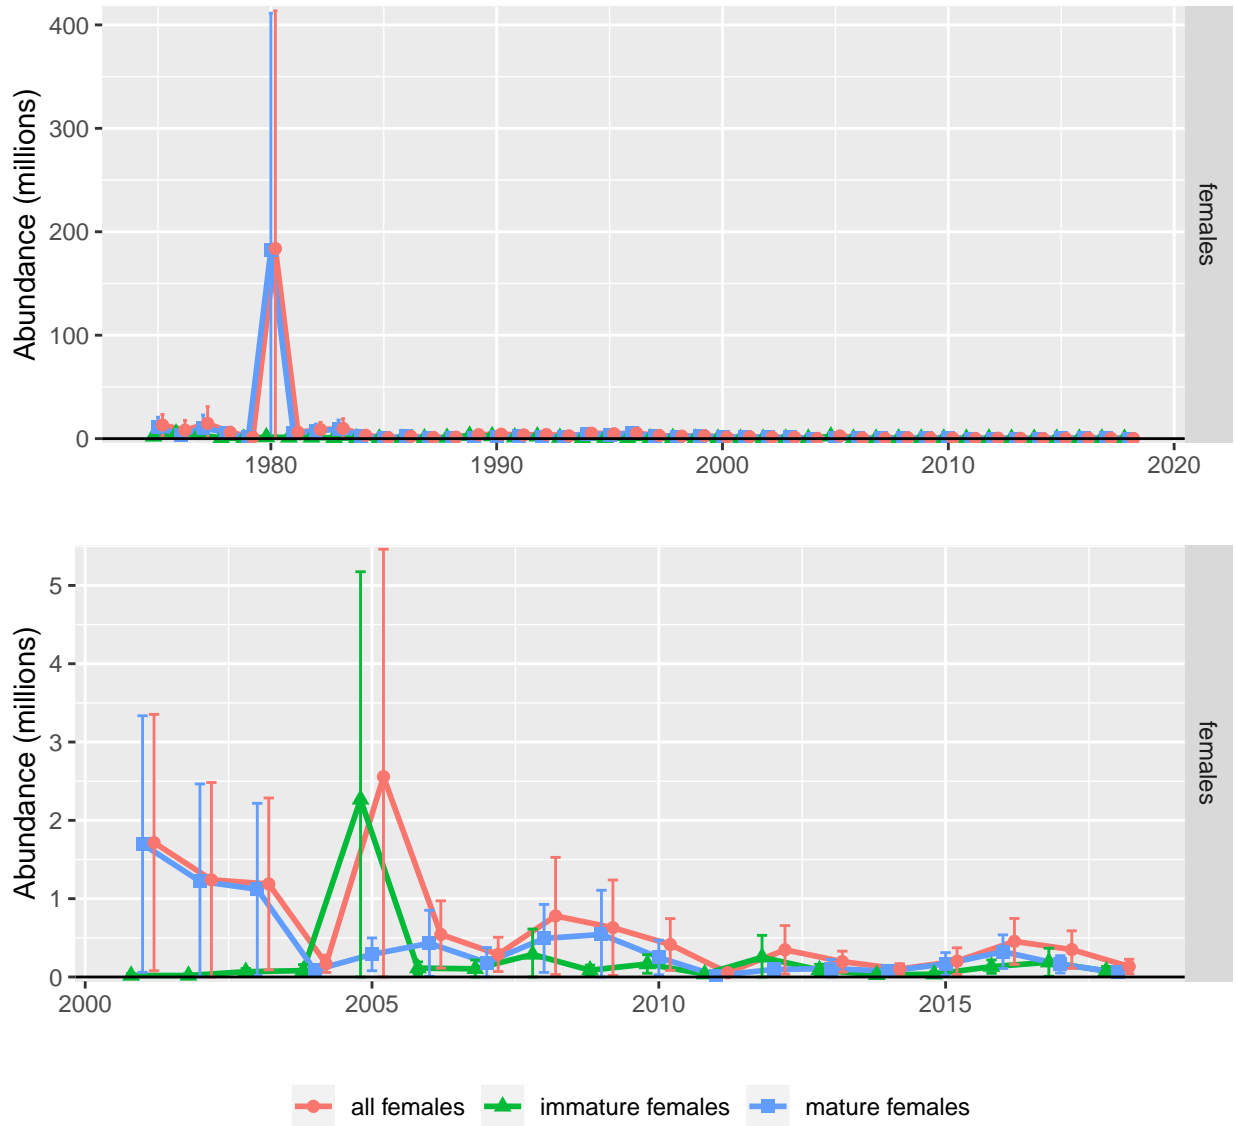 400
300
200
100
0
Abundance (millions)
females
1980
1990
2000
2010
2020
5
4
3
2
1
0
Abundance (millions)
females
2000
2005
2010
2015
all females
immature females
mature females